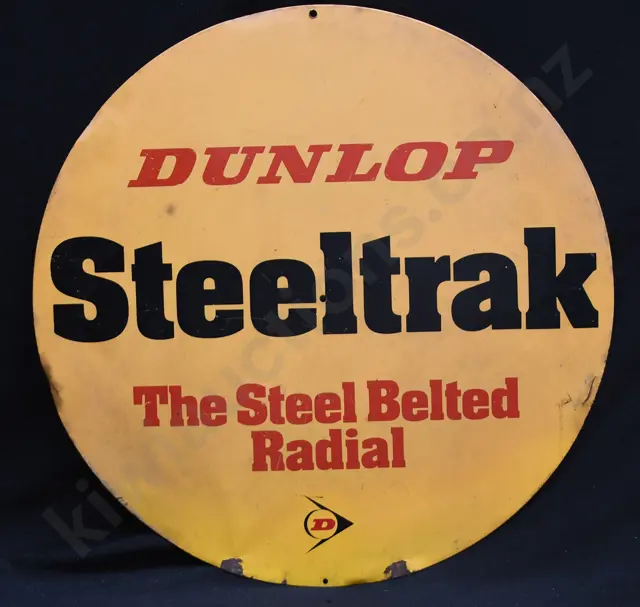 DUNLOP
Steeltrak
The Steel Belted
Radial
D